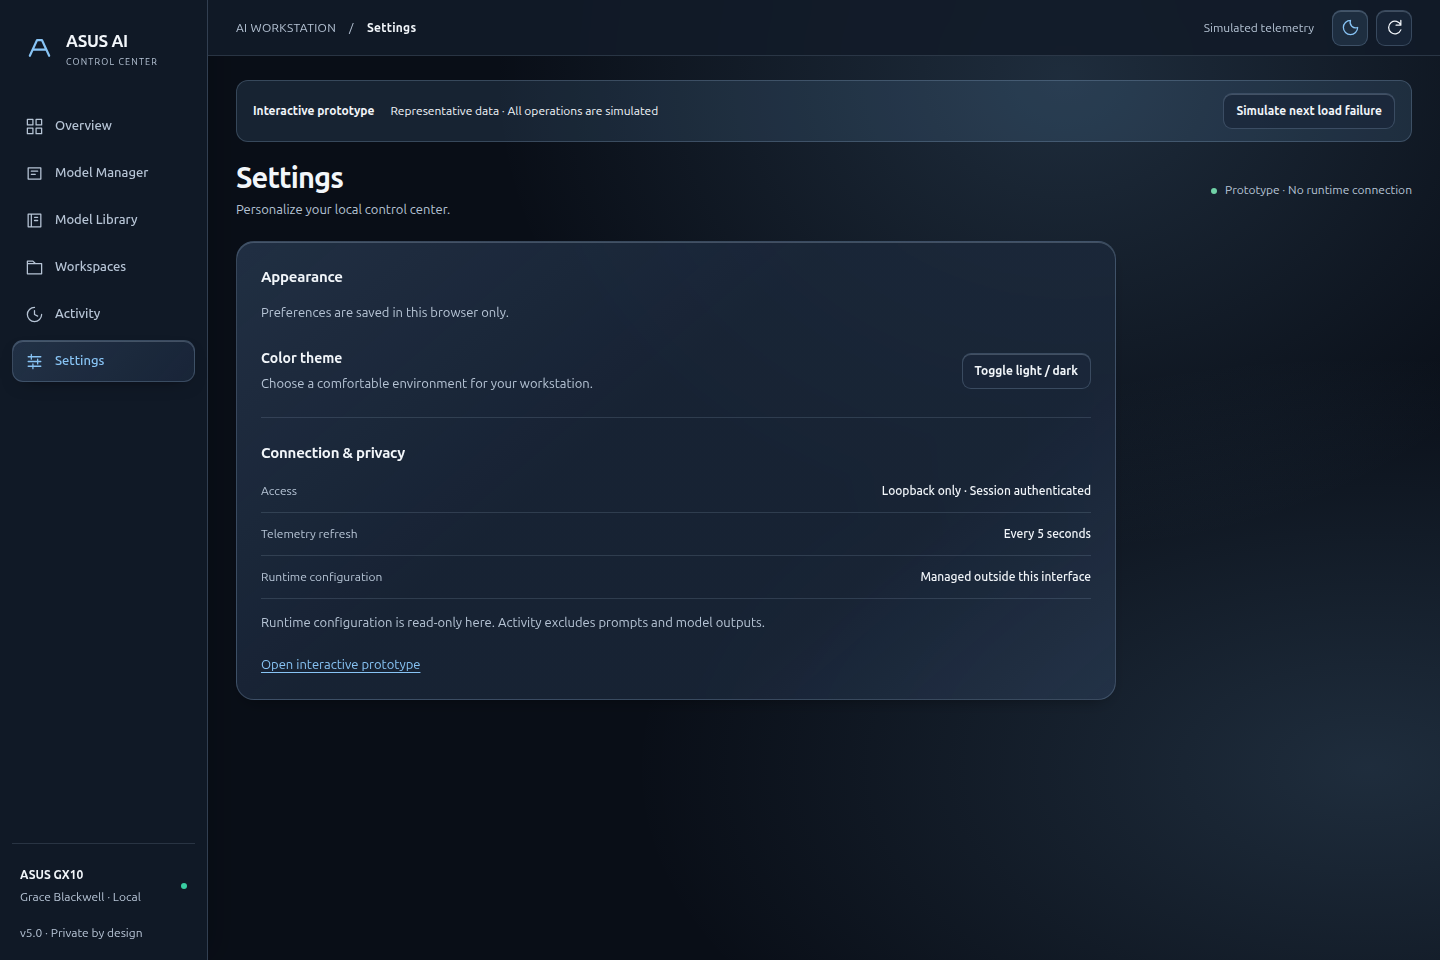 ASUS AI
CONTROL CENTER
Overview
Model Manager
Model Library
Workspaces
Activity
Settings
ASUS GX10
Grace Blackwell · Local
v5.0 · Private by design
AI WORKSTATION / Settings
Simulated telemetry
Interactive prototype Representative data · All operations are simulated
Simulate next load failure
Settings
Personalize your local control center.
Prototype · No runtime connection
Appearance
Preferences are saved in this browser only.
Color theme
Choose a comfortable environment for your workstation.
Toggle light / dark
Connection & privacy
Access Loopback only · Session authenticated
Telemetry refresh Every 5 seconds
Runtime configuration Managed outside this interface
Runtime configuration is read-only here. Activity excludes prompts and model outputs.
Open interactive prototype